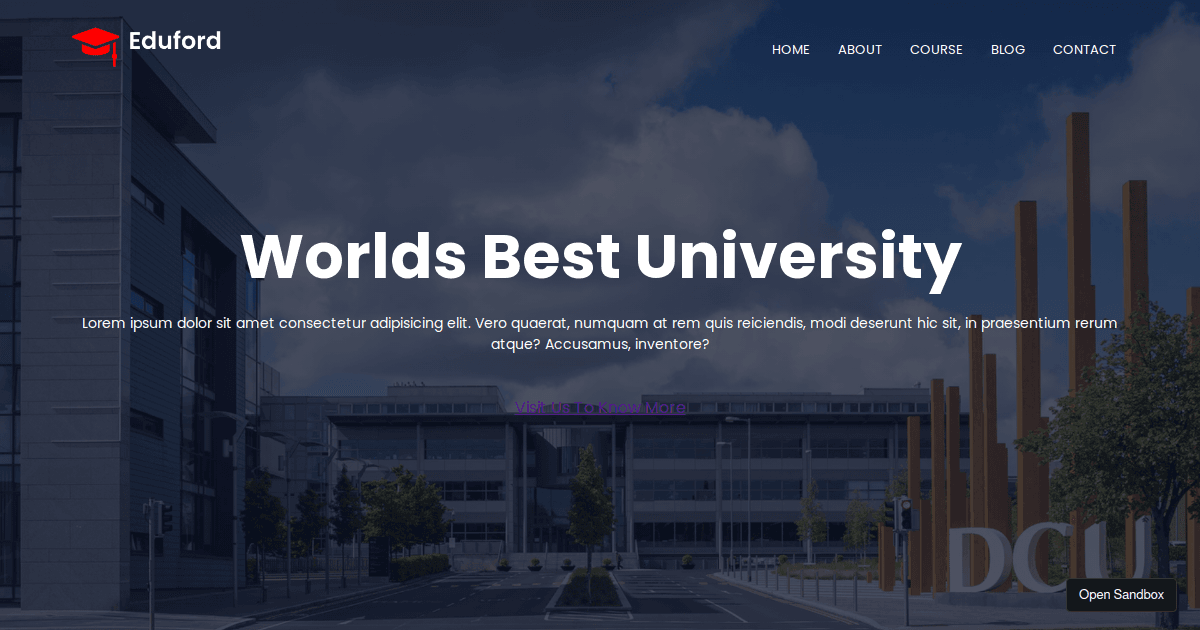 Eduford
HOME ABOUT COURSE BLOG CONTACT
Worlds Best University
Lorem ipsum dolor sit amet consectetur adipisicing elit. Vero quaerat, numquam at rem quis reiciendis, modi deserunt hic sit, in praesentium rerum
atque? Accusamus, inventore?
Visit Us To Know More
DCU
Open Sandbox